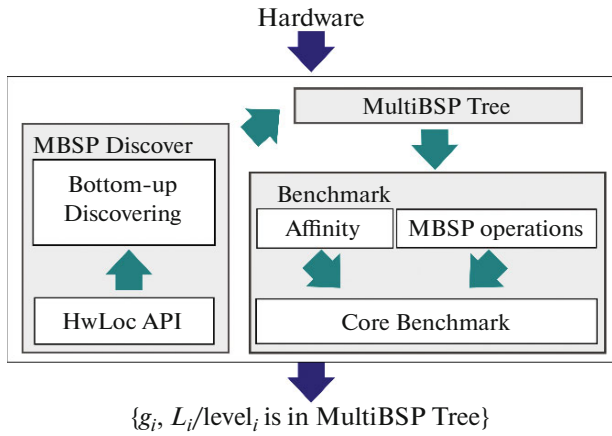 Hardware
MultiBSP Tree
MBSP Discover
Bottom-up
Discovering
HwLoc API
Benchmark
Affinity
MBSP operations
Core Benchmark
{gᵢ, Lᵢ/levelᵢ is in MultiBSP Tree}